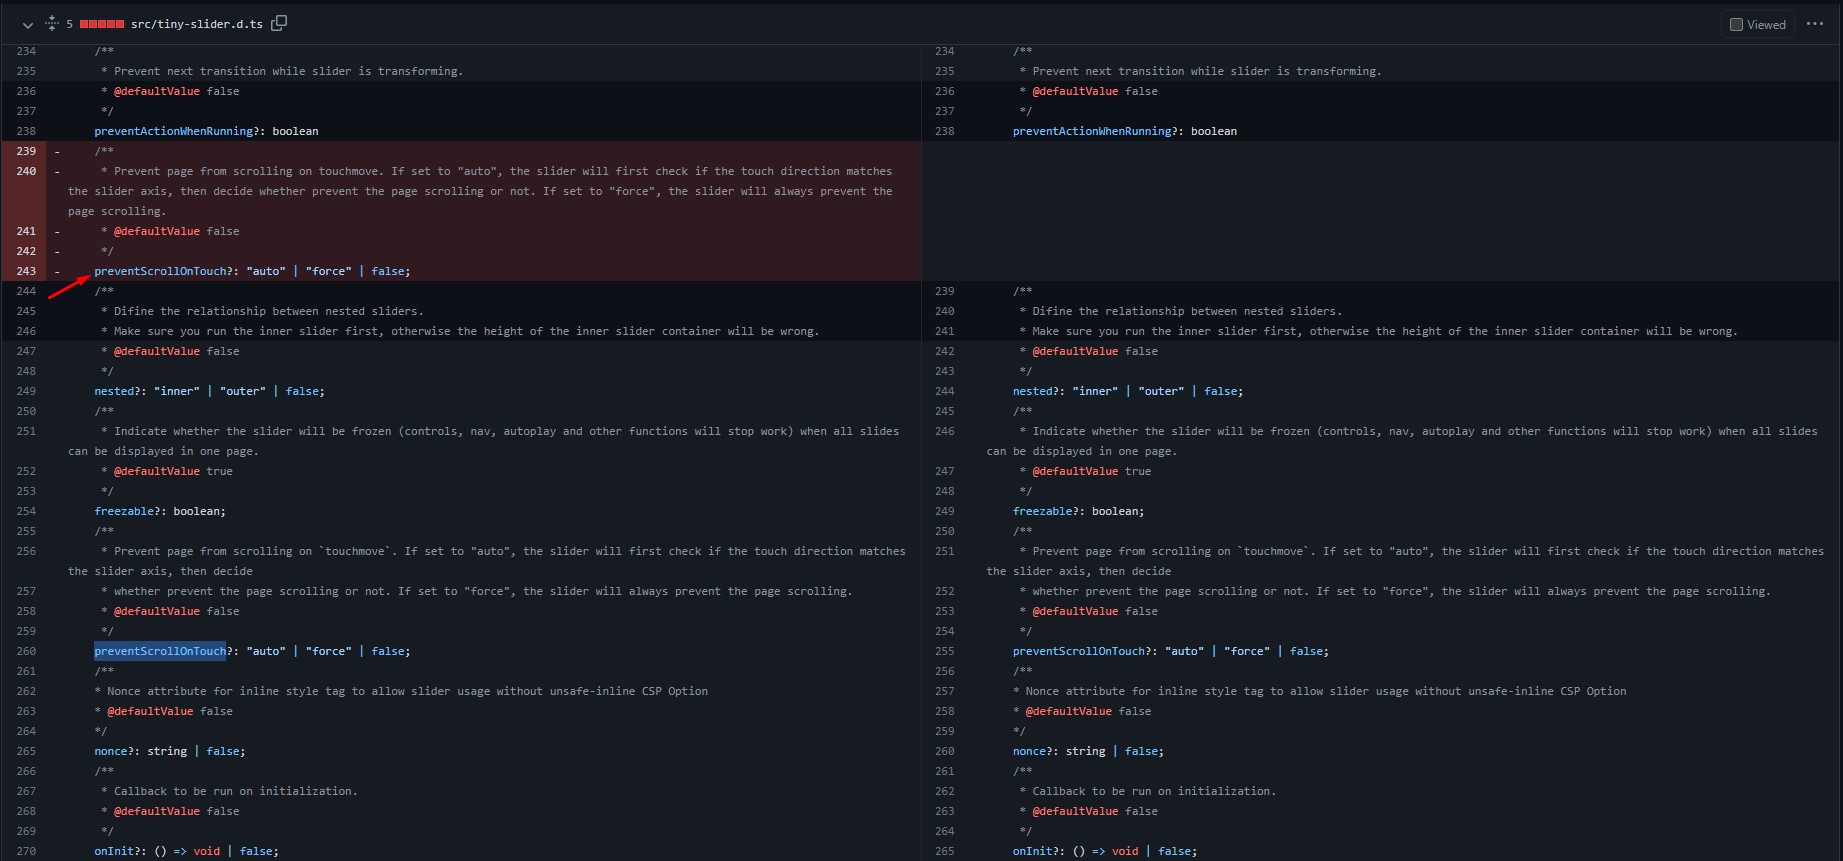 5 src/tiny-slider.d.ts Viewed
234 /**
235 * Prevent next transition while slider is transforming.
236 * @defaultValue false
237 */
238 preventActionWhenRunning?: boolean
239 - /**
240 - * Prevent page from scrolling on touchmove. If set to "auto", the slider will first check if the touch direction matches
the slider axis, then decide whether prevent the page scrolling or not. If set to "force", the slider will always prevent the
page scrolling.
241 - * @defaultValue false
242 - */
243 - preventScrollOnTouch?: "auto" | "force" | false;
244 /**
245 * Difine the relationship between nested sliders.
246 * Make sure you run the inner slider first, otherwise the height of the inner slider container will be wrong.
247 * @defaultValue false
248 */
249 nested?: "inner" | "outer" | false;
250 /**
251 * Indicate whether the slider will be frozen (controls, nav, autoplay and other functions will stop work) when all slides
can be displayed in one page.
252 * @defaultValue true
253 */
254 freezable?: boolean;
255 /**
256 * Prevent page from scrolling on `touchmove`. If set to "auto", the slider will first check if the touch direction matches
the slider axis, then decide
257 * whether prevent the page scrolling or not. If set to "force", the slider will always prevent the page scrolling.
258 * @defaultValue false
259 */
260 preventScrollOnTouch?: "auto" | "force" | false;
261 /**
262 * Nonce attribute for inline style tag to allow slider usage without unsafe-inline CSP Option
263 * @defaultValue false
264 */
265 nonce?: string | false;
266 /**
267 * Callback to be run on initialization.
268 * @defaultValue false
269 */
270 onInit?: () => void | false;
234 /**
235 * Prevent next transition while slider is transforming.
236 * @defaultValue false
237 */
238 preventActionWhenRunning?: boolean
239 /**
240 * Difine the relationship between nested sliders.
241 * Make sure you run the inner slider first, otherwise the height of the inner slider container will be wrong.
242 * @defaultValue false
243 */
244 nested?: "inner" | "outer" | false;
245 /**
246 * Indicate whether the slider will be frozen (controls, nav, autoplay and other functions will stop work) when all slides
can be displayed in one page.
247 * @defaultValue true
248 */
249 freezable?: boolean;
250 /**
251 * Prevent page from scrolling on `touchmove`. If set to "auto", the slider will first check if the touch direction matches
the slider axis, then decide
252 * whether prevent the page scrolling or not. If set to "force", the slider will always prevent the page scrolling.
253 * @defaultValue false
254 */
255 preventScrollOnTouch?: "auto" | "force" | false;
256 /**
257 * Nonce attribute for inline style tag to allow slider usage without unsafe-inline CSP Option
258 * @defaultValue false
259 */
260 nonce?: string | false;
261 /**
262 * Callback to be run on initialization.
263 * @defaultValue false
264 */
265 onInit?: () => void | false;